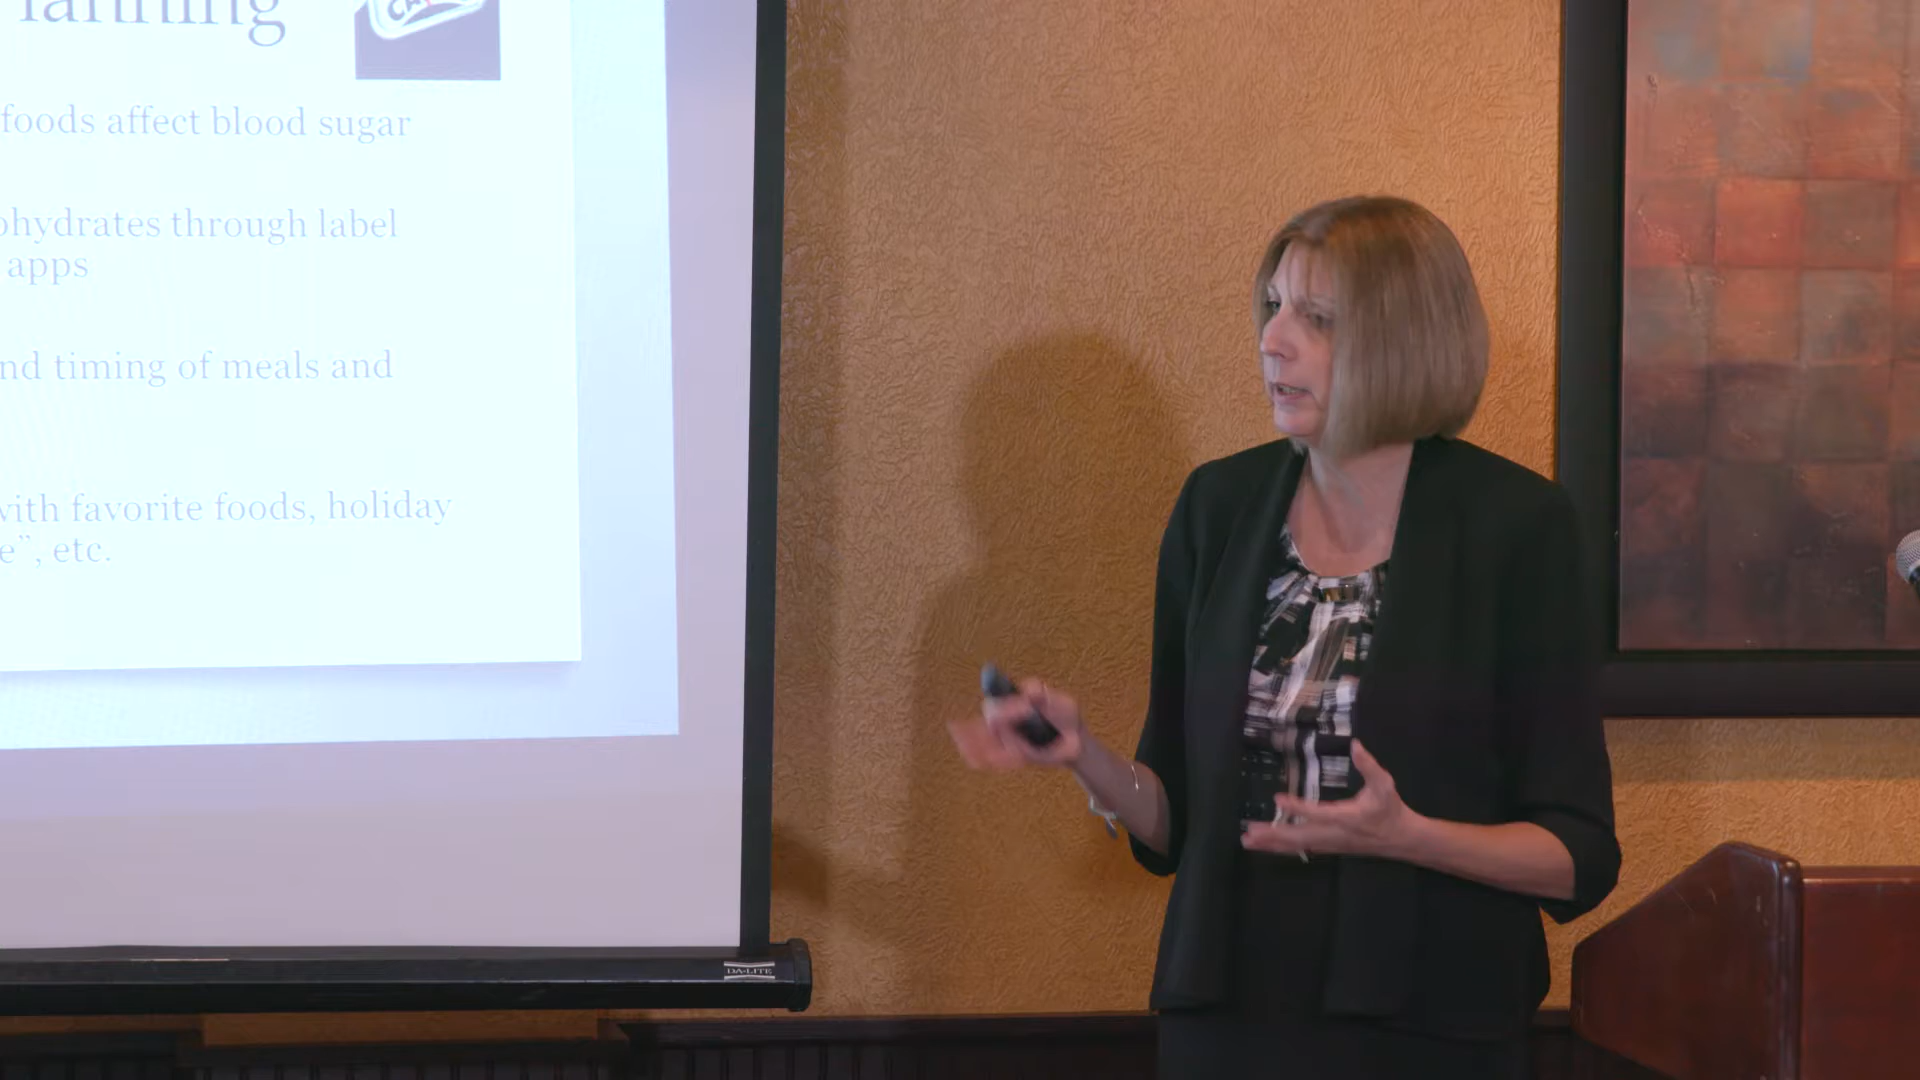 lanning
CA
foods affect blood sugar
ohydrates through label
apps
nd timing of meals and
with favorite foods, holiday
e”, etc.
DA-LITE